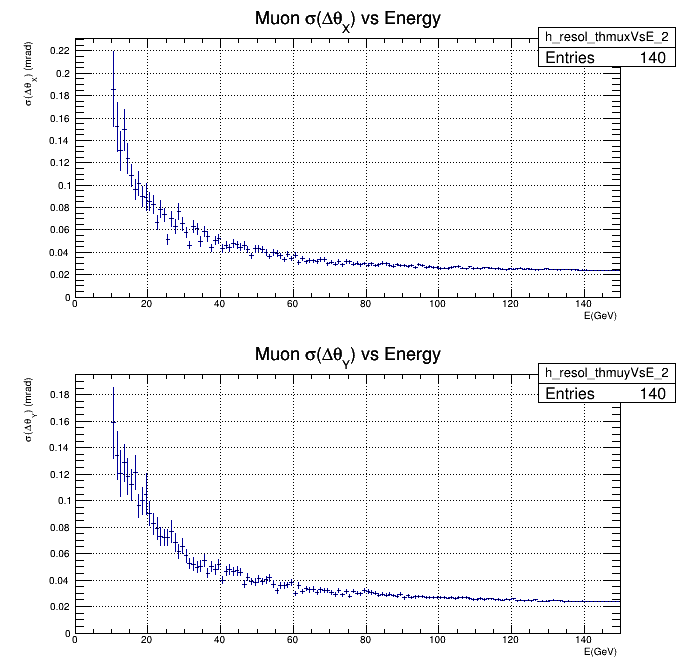 Muon σ(Δθ_X) vs Energy
h_resol_thmuxVsE_2
Entries 140
σ(Δθ_X) (mrad)
0.22
0.2
0.18
0.16
0.14
0.12
0.1
0.08
0.06
0.04
0.02
0
0 20 40 60 80 100 120 140
E(GeV)
Muon σ(Δθ_Y) vs Energy
h_resol_thmuyVsE_2
Entries 140
σ(Δθ_Y) (mrad)
0.18
0.16
0.14
0.12
0.1
0.08
0.06
0.04
0.02
0
0 20 40 60 80 100 120 140
E(GeV)